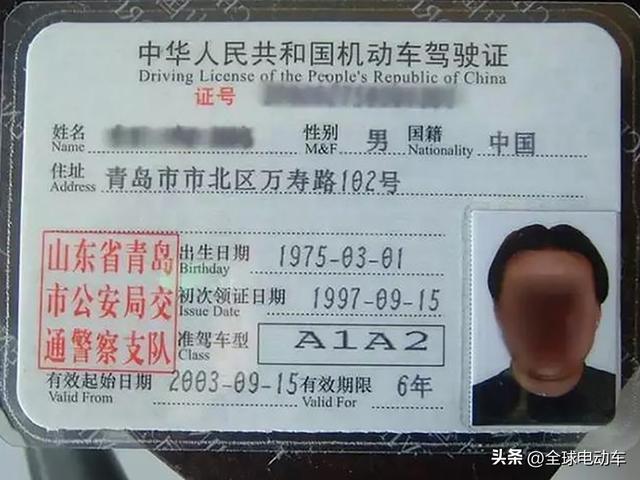 中华人民共和国机动车驾驶证
Driving License of the People's Republic of China
证号
姓名 性别 男 国籍 中国
Name M&F Nationality
住址 青岛市市北区万寿路102号
Address
山东省青岛 出生日期 1975-03-01
Birthday
市公安局交 初次领证日期 1997-09-15
Issue Date
通警察支队 准驾车型 A1A2
Class
有效起始日期 2003-09-15 有效期限 6年
Valid From Valid For
头条 @全球电动车